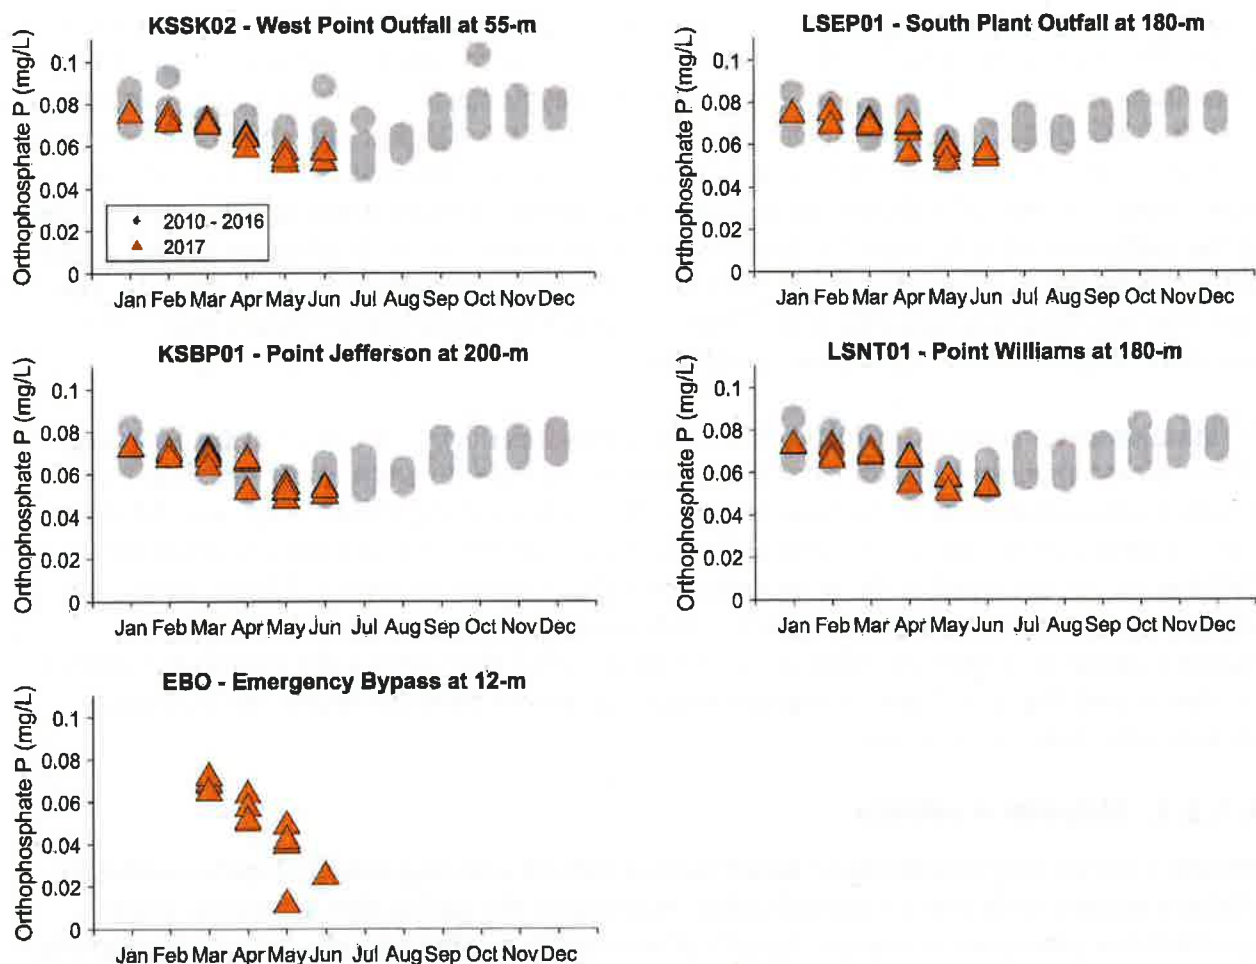 KSSK02 - West Point Outfall at 55-m
Orthophosphate P (mg/L)
0.1
0.08
0.06
0.04
0.02
0
2010 - 2016
2017
Jan Feb Mar Apr May Jun Jul Aug Sep Oct Nov Dec
LSEP01 - South Plant Outfall at 180-m
Orthophosphate P (mg/L)
0.1
0.08
0.06
0.04
0.02
0
Jan Feb Mar Apr May Jun Jul Aug Sep Oct Nov Dec
KSBP01 - Point Jefferson at 200-m
Orthophosphate P (mg/L)
0.1
0.08
0.06
0.04
0.02
0
Jan Feb Mar Apr May Jun Jul Aug Sep Oct Nov Dec
LSNT01 - Point Williams at 180-m
Orthophosphate P (mg/L)
0.1
0.08
0.06
0.04
0.02
0
Jan Feb Mar Apr May Jun Jul Aug Sep Oct Nov Dec
EBO - Emergency Bypass at 12-m
Orthophosphate P (mg/L)
0.1
0.08
0.06
0.04
0.02
0
Jan Feb Mar Apr May Jun Jul Aug Sep Oct Nov Dec